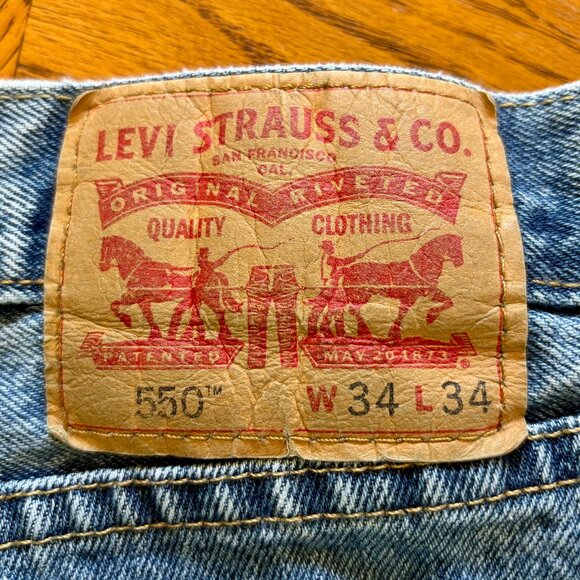 LEVI STRAUSS & CO.
SAN FRANCISCO
CAL.
ORIGINAL RIVETED
QUALITY CLOTHING
PATENTED MAY 20 1873
®
550™ W 34 L 34